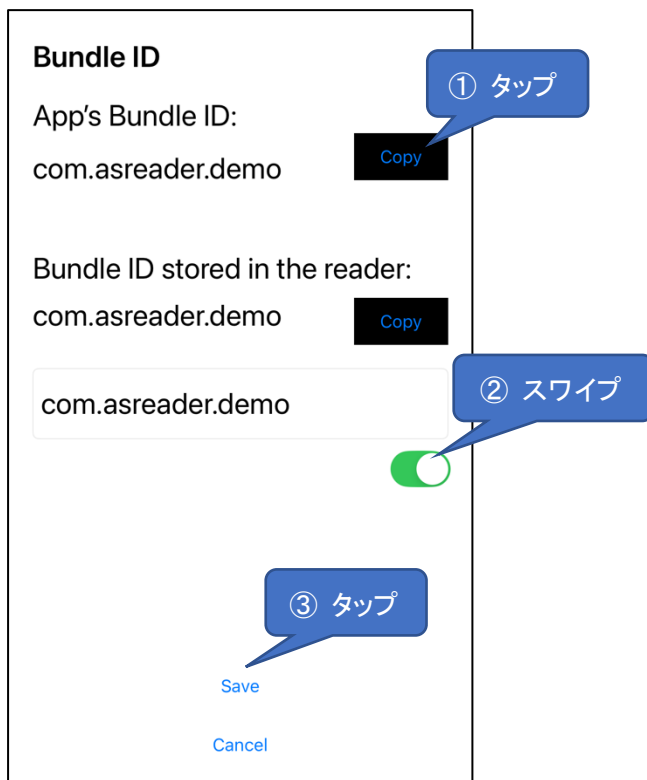 Bundle ID
① タップ
App's Bundle ID:
com.asreader.demo
Copy
Bundle ID stored in the reader:
com.asreader.demo
Copy
② スワイプ
com.asreader.demo
③ タップ
Save
Cancel